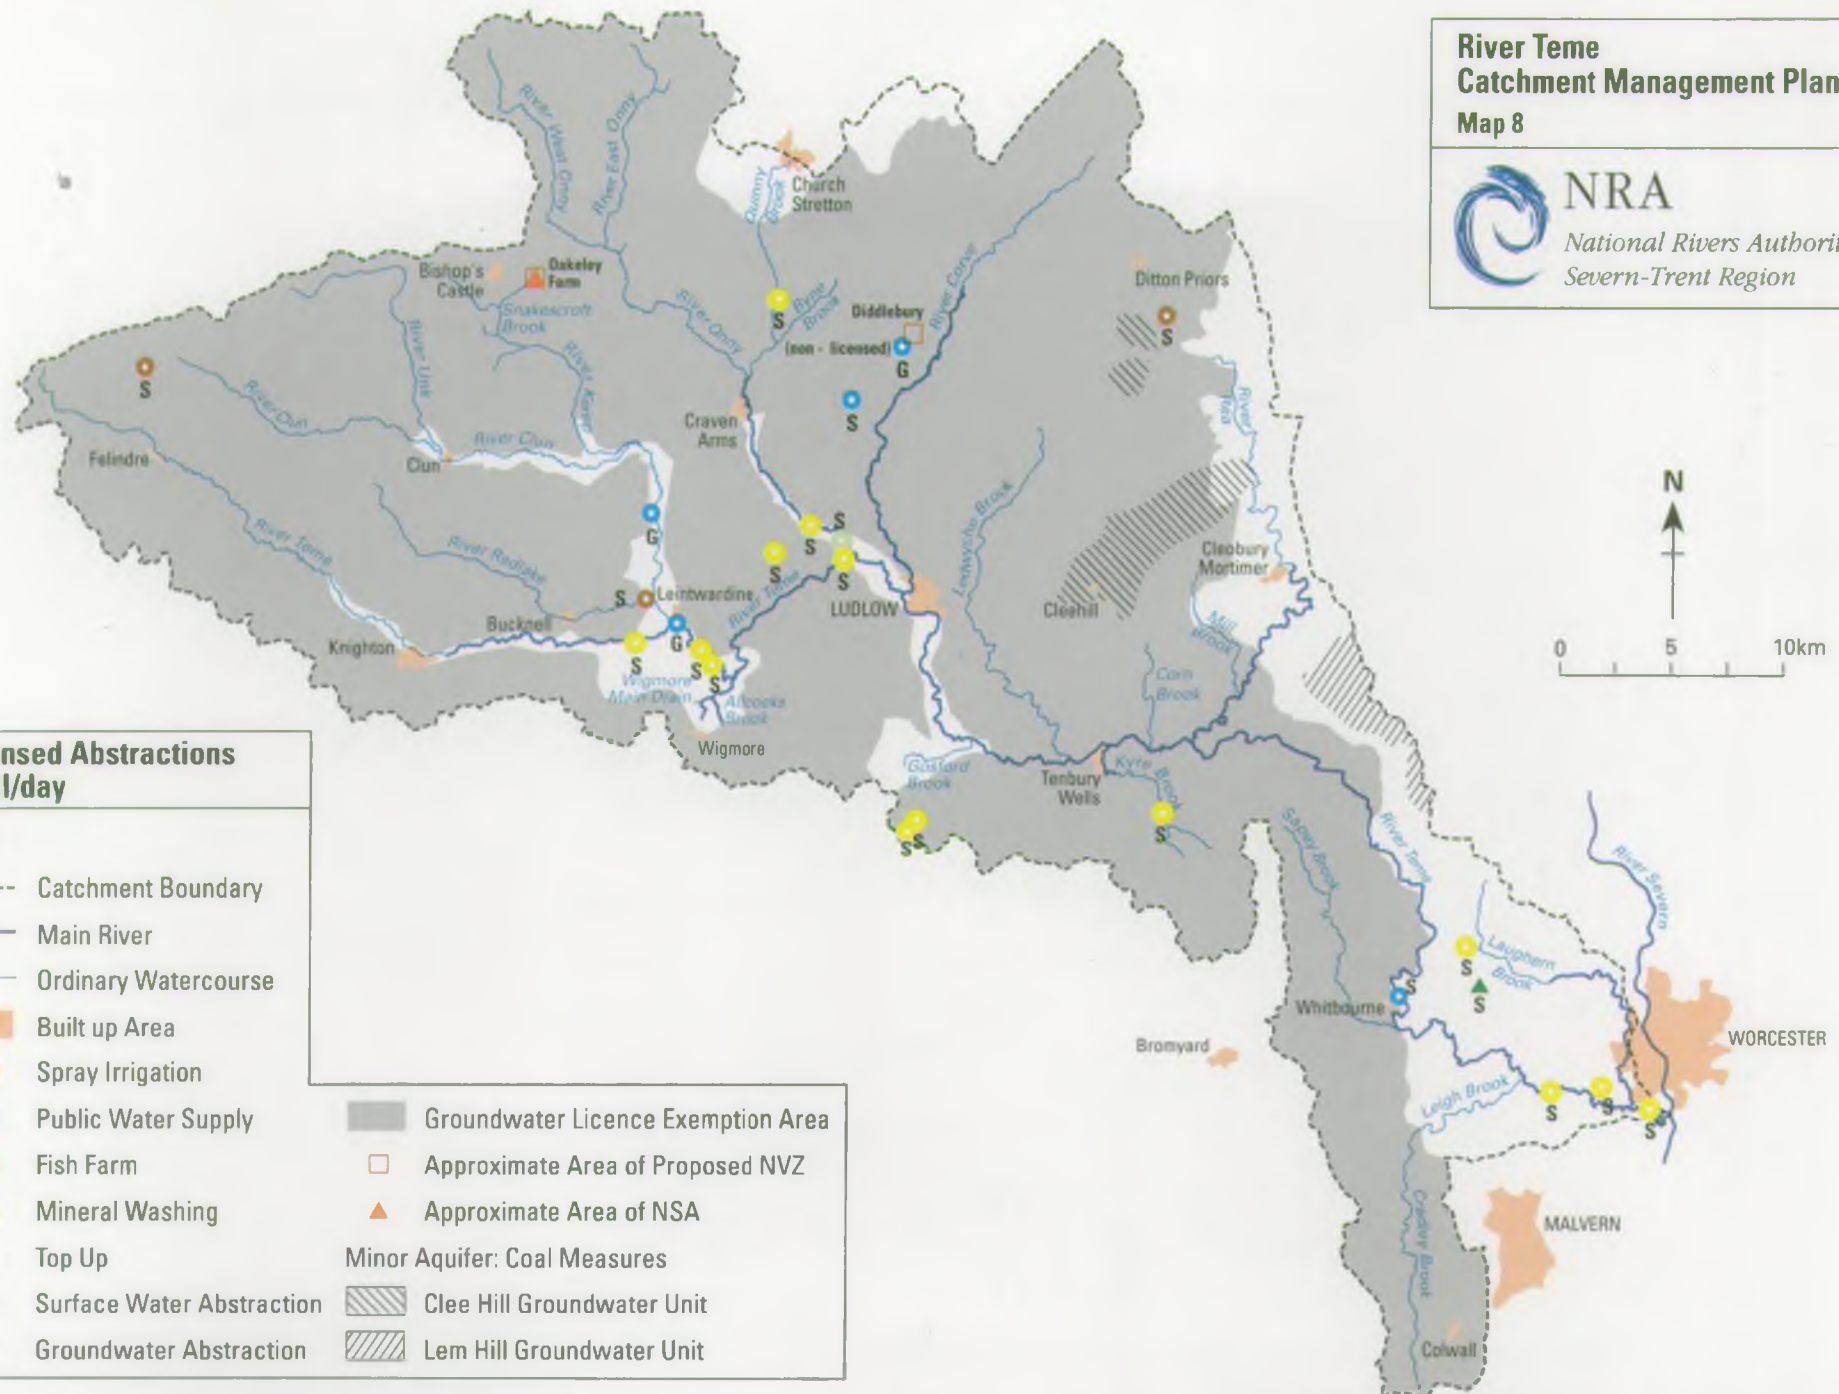 River Teme
Catchment Management Plan
Map 8
NRA
National Rivers Authorit
Severn-Trent Region
River West Onny
River East Onny
Quinny
Brook
Church
Stretton
Bishop's
Castle
Oakeley
Farm
Snakescroft
Brook
River Unk
River Kemp
River Onny
Byne
Brook
Diddlebury
(non - licensed)
G
River Corve
Ditton Priors
S
S
S
S
River Clun
River Clun
Clun
Felindre
Craven
Arms
River
Rea
River Teme
River Redlake
G
S
S
S
S
Ledwyche Brook
Cleobury
Mortimer
Cleehill
Mill
Brook
S
Leintwardine
River Teme
LUDLOW
Bucknell
Knighton
S
G
S
S
Wigmore
Main Drain
Allcocks
Brook
Wigmore
Corn
Brook
Gosford
Brook
Tenbury
Wells
Kyre Brook
S
S
S
Sapey Brook
River Teme
River Severn
Laughern
Brook
S
S
S
Whitbourne
Bromyard
WORCESTER
Leigh Brook
S
S
S
Cradley Brook
MALVERN
Colwall
N
0 5 10km
nsed Abstractions
l/day
Catchment Boundary
Main River
Ordinary Watercourse
Built up Area
Spray Irrigation
Public Water Supply
Fish Farm
Mineral Washing
Top Up
Surface Water Abstraction
Groundwater Abstraction
Groundwater Licence Exemption Area
Approximate Area of Proposed NVZ
Approximate Area of NSA
Minor Aquifer: Coal Measures
Clee Hill Groundwater Unit
Lem Hill Groundwater Unit